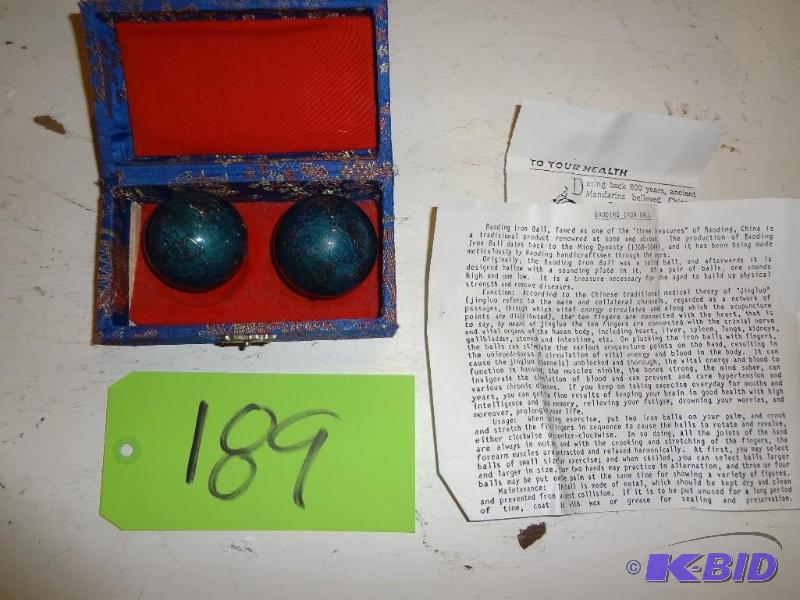 TO YOUR HEALTH
Dating back 800 years, ancient
Mandarins believed
BAODING IRON BALL
Baoding Iron Ball, famed as one of the "three treasures" of Baoding, China is
a traditional product renowned at home and abroad. The production of Baoding
Iron Ball dates back to the Ming Dynasty (1368-1644), and it has been made
meticulously by Baoding handicraftsmen through the ages.
Originally, the Baoding Iron Ball was a solid ball, and afterwards it is
designed hollow with a sounding plate in it. Of a pair of balls, one sounds
high and one low. It is a treasure necessary for the aged to build up physical
strength and remove diseases.
Function: According to the Chinese traditional medical theory of "Jingluo"
(jingluo refers to the main and collateral channels, regarded as a network of
passages, through which vital energy circulates and along which the acupuncture
points are distributed), the ten fingers are connected with the heart, that is
to say, by means of jingluo the ten fingers are connected with the cranial nerve
and vital organs of the human body, including heart, liver, spleen, lungs, kidneys,
gallbladder, stomach and intestine, etc. On plucking the iron balls with fingers,
the balls can stimulate the various acupuncture points on the hand, resulting in
the unimpededness of circulation of vital energy and blood in the body. It can
cause the jingluo (channels) unblocked and thorough, the vital energy and blood to
function in harmony, the muscles nimble, the bones strong, the mind sober, can
invigorate the circulation of blood and can prevent and cure hypertension and
various chronic diseases. If you keep on taking exercise everyday for months and
years, you can get the fine results of keeping your brain in good health with high
intelligence and memory, relieving your fatigue, drowning your worries, and
moreover, prolong your life.
Usage: When exercise, put two iron balls on your palm, and crook
and stretch the fingers in sequence to cause the balls to rotate and revolve,
either clockwise counter-clockwise. In so doing, all the joints of the hand
are always in motion and with the crooking and stretching of the fingers, the
forearm muscles are contracted and relaxed harmonically. At first, you may select
balls of small size exercise; and when skilled, you can select balls larger
and larger in size. Or two hands may practice in alternation, and three or four
balls may be put palm at the same time for showing a variety of figures.
Maintenance: ball is made of metal, which should be kept dry and clean
and prevented from collision. If it is to be put unused for a long period
of time, coat it with wax or grease for sealing and preservation.
189
© K-BID